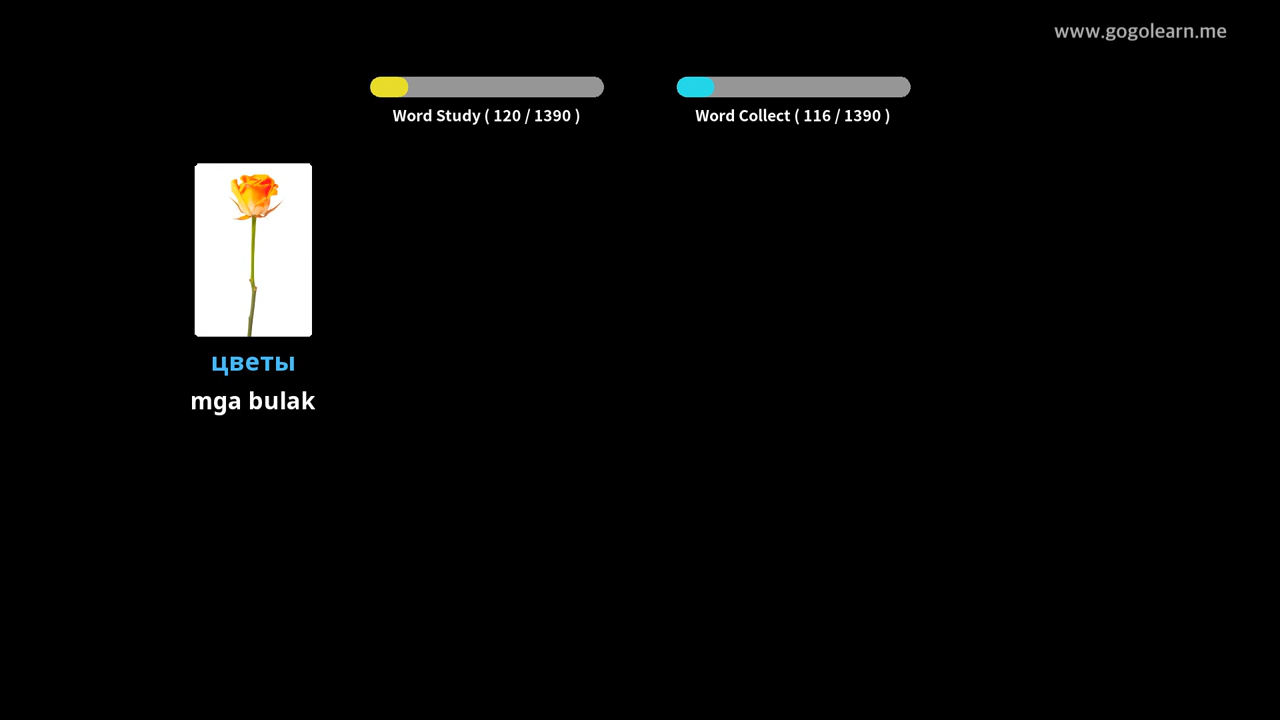 www.gogolearn.me
Word Study ( 120 / 1390 )
Word Collect ( 116 / 1390 )
цветы
mga bulak